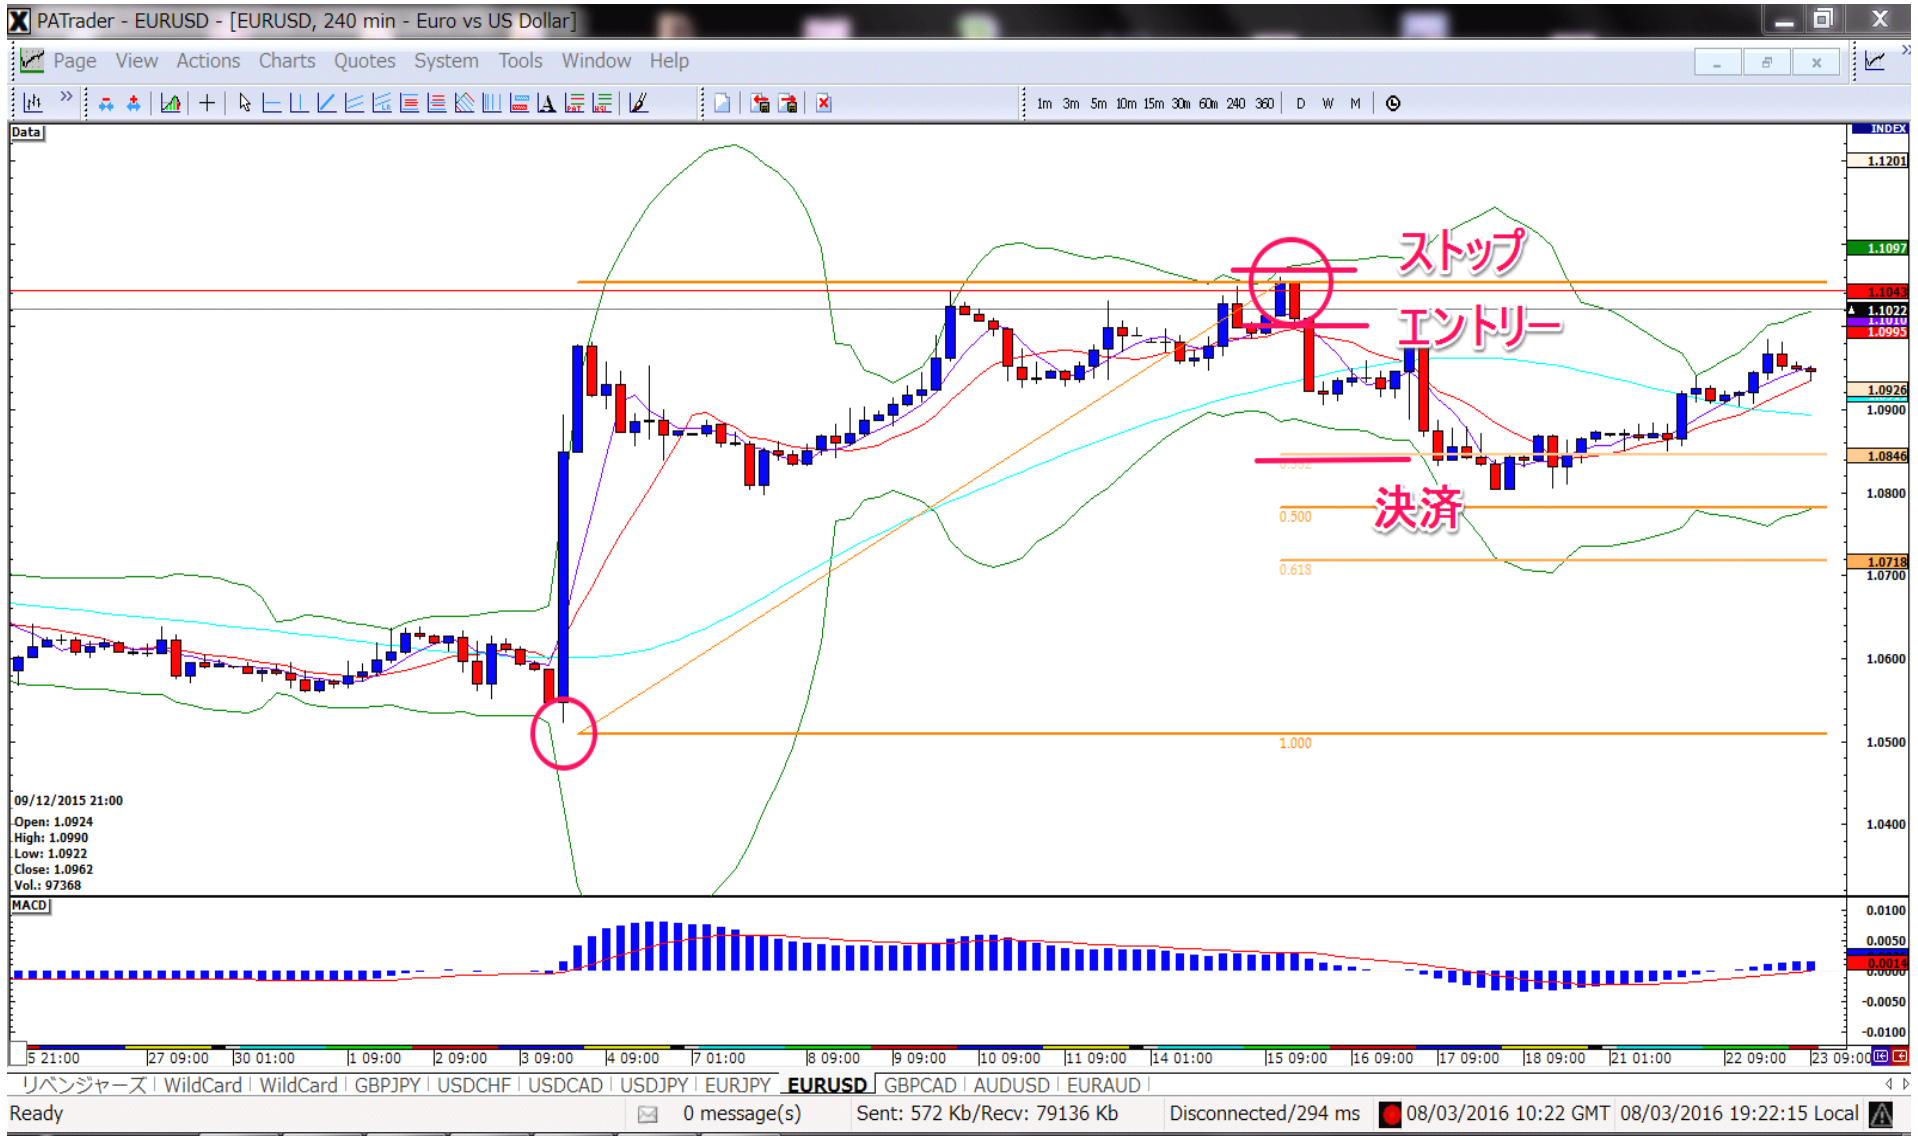 PATrader - EURUSD - [EURUSD, 240 min - Euro vs US Dollar]
Page View Actions Charts Quotes System Tools Window Help
1m 3m 5m 10m 15m 30m 60m 240 360 D W M
Data
INDEX
1.1201
ストップ
1.1097
1.1043
1.1022
1.1010
エントリー
1.0995
1.0926
1.0900
1.0846
0.382
1.0800
決済
0.500
1.0718
0.618
1.0700
1.0600
1.0500
1.000
09/12/2015 21:00
Open: 1.0924
High: 1.0990
Low: 1.0922
Close: 1.0962
Vol.: 97368
1.0400
MACD
0.0100
0.0050
0.0014
0.0000
-0.0050
-0.0100
5 21:00 27 09:00 30 01:00 1 09:00 2 09:00 3 09:00 4 09:00 7 01:00 8 09:00 9 09:00 10 09:00 11 09:00 14 01:00 15 09:00 16 09:00 17 09:00 18 09:00 21 01:00 22 09:00 23 09:00
リベンジャーズ WildCard WildCard GBPJPY USDCHF USDCAD USDJPY EURJPY EURUSD GBPCAD AUDUSD EURAUD
Ready 0 message(s) Sent: 572 Kb/Recv: 79136 Kb Disconnected/294 ms 08/03/2016 10:22 GMT 08/03/2016 19:22:15 Local